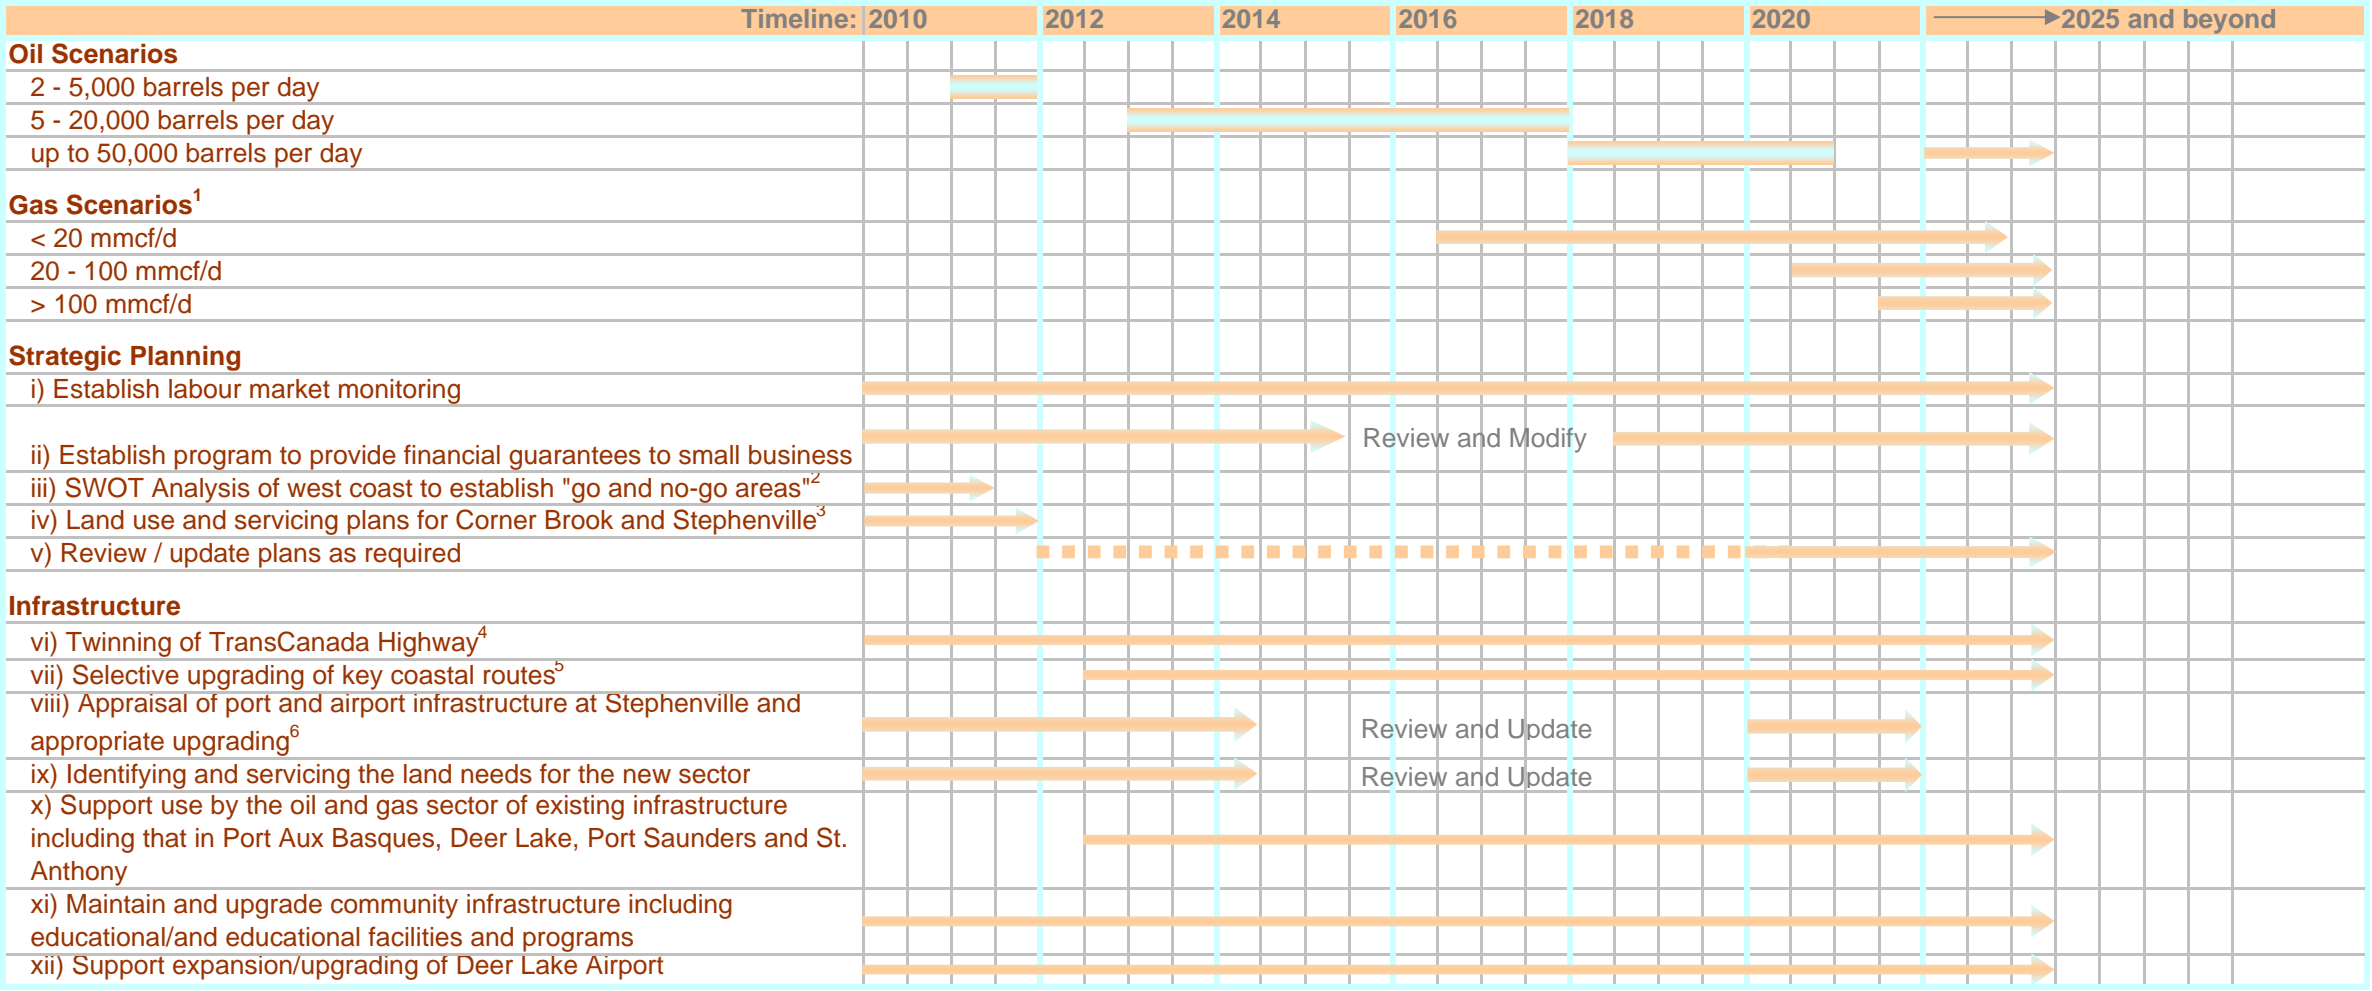 Timeline: 2010 2012 2014 2016 2018 2020 2025 and beyond
Oil Scenarios
2 - 5,000 barrels per day
5 - 20,000 barrels per day
up to 50,000 barrels per day
Gas Scenarios1
< 20 mmcf/d
20 - 100 mmcf/d
> 100 mmcf/d
Strategic Planning
i) Establish labour market monitoring
Review and Modify
ii) Establish program to provide financial guarantees to small business
iii) SWOT Analysis of west coast to establish "go and no-go areas"2
iv) Land use and servicing plans for Corner Brook and Stephenville3
v) Review / update plans as required
Infrastructure
vi) Twinning of TransCanada Highway4
vii) Selective upgrading of key coastal routes5
viii) Appraisal of port and airport infrastructure at Stephenville and
appropriate upgrading6
Review and Update
ix) Identifying and servicing the land needs for the new sector
Review and Update
x) Support use by the oil and gas sector of existing infrastructure
including that in Port Aux Basques, Deer Lake, Port Saunders and St.
Anthony
xi) Maintain and upgrade community infrastructure including
educational/and educational facilities and programs
xii) Support expansion/upgrading of Deer Lake Airport